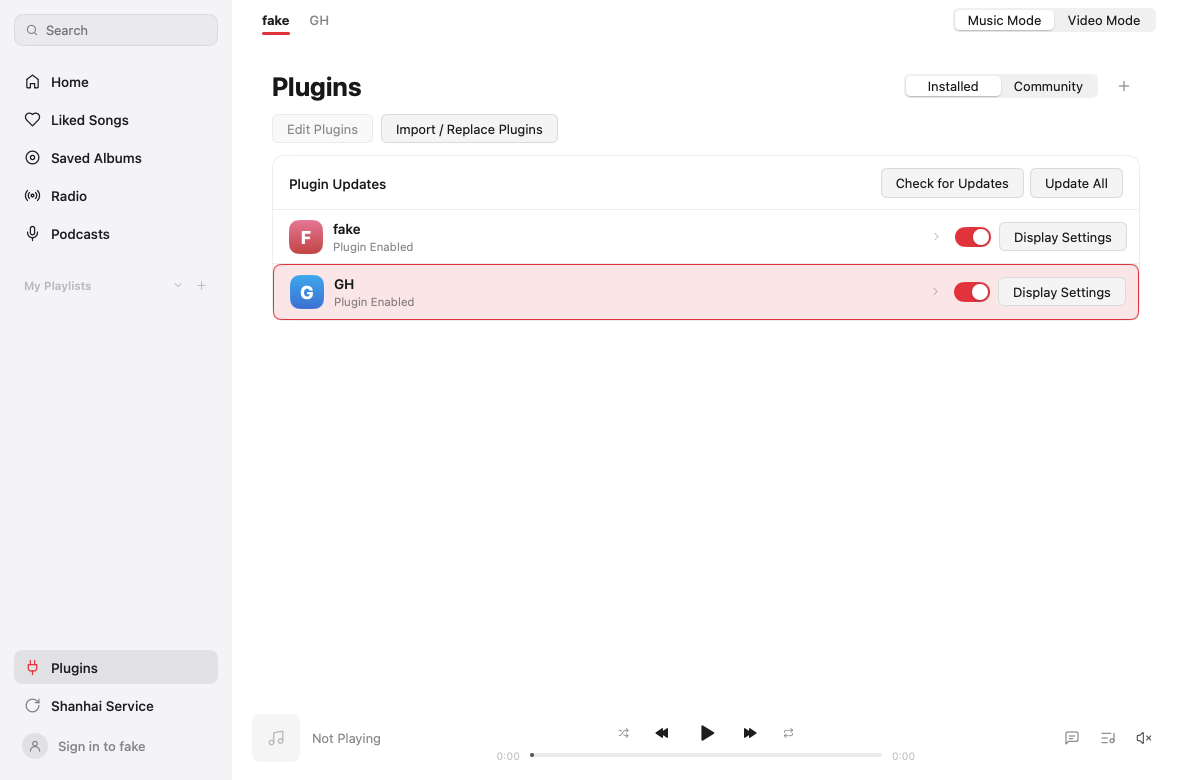 Search
Home
Liked Songs
Saved Albums
Radio
Podcasts
My Playlists
Plugins
Shanhai Service
Sign in to fake
fake GH
Music Mode Video Mode
Plugins
Installed Community
Edit Plugins Import / Replace Plugins
Plugin Updates
Check for Updates Update All
F
fake
Plugin Enabled
Display Settings
G
GH
Plugin Enabled
Display Settings
Not Playing
0:00
0:00